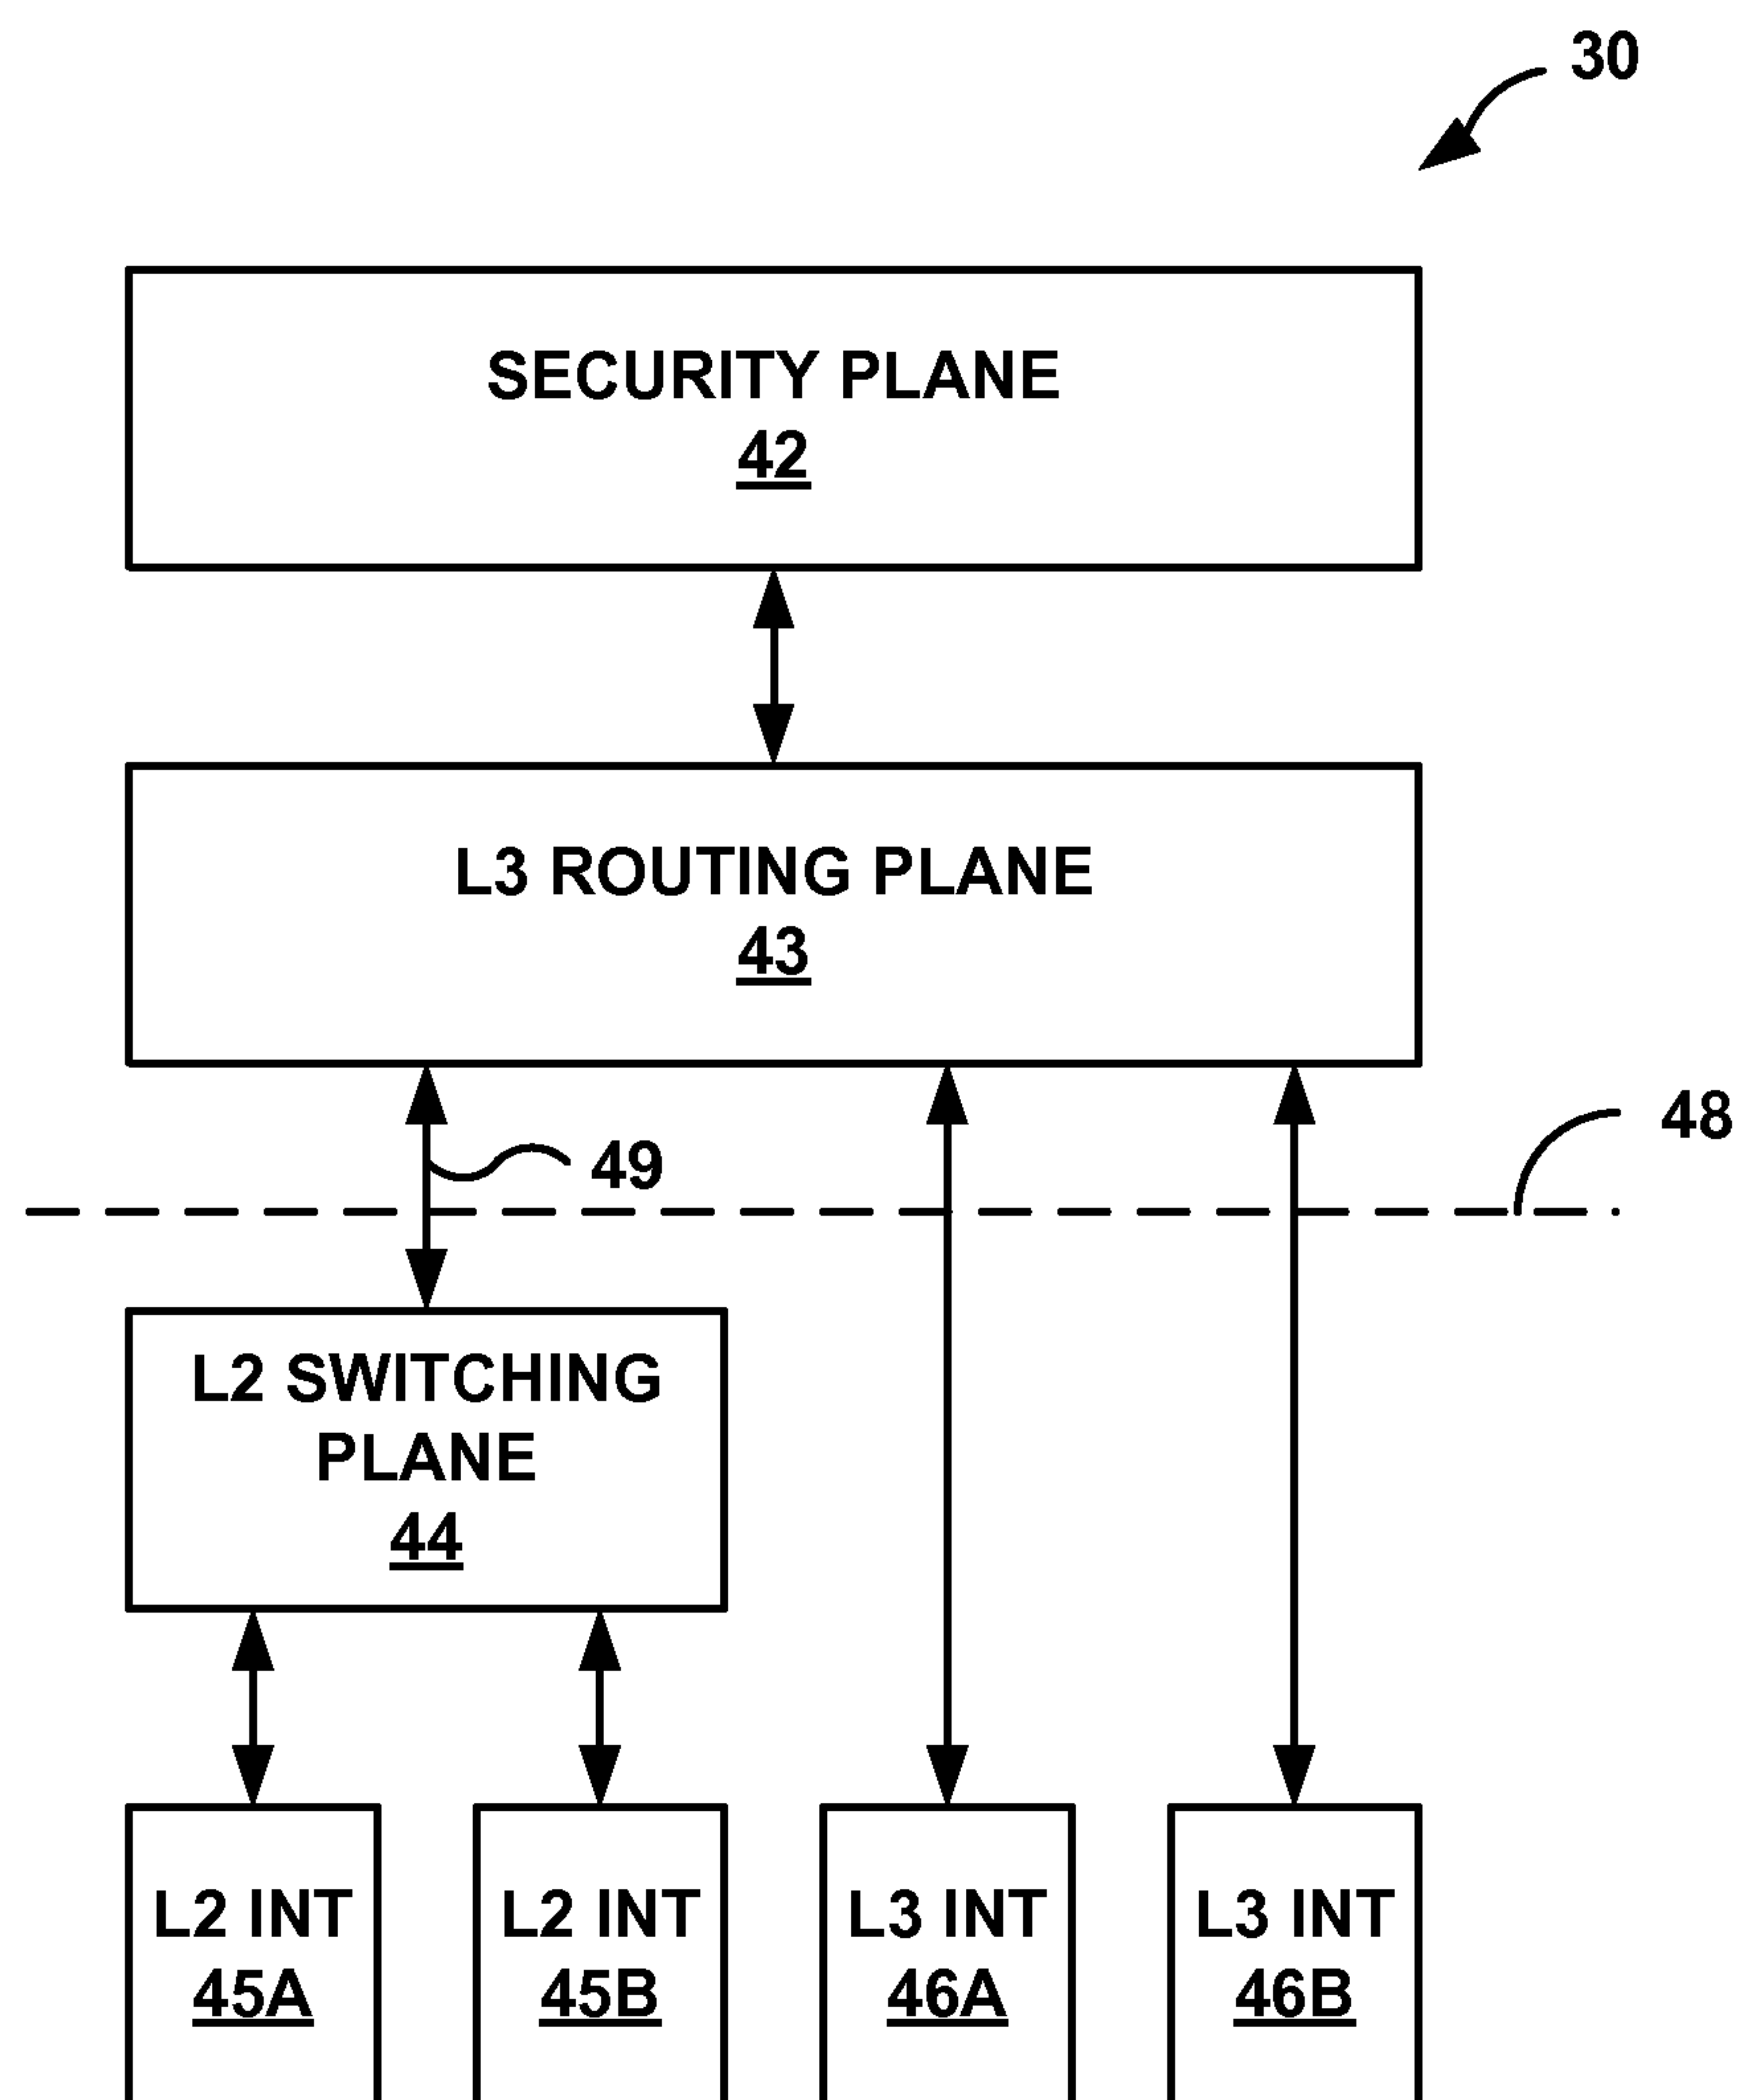 30
SECURITY PLANE
42
L3 ROUTING PLANE
43
48
49
L2 SWITCHING
PLANE
44
L2 INT
45A
L2 INT
45B
L3 INT
46A
L3 INT
46B